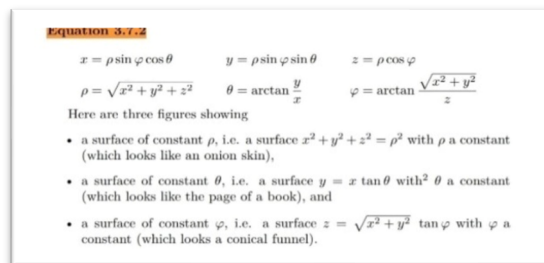 Equation 3.7.2
x = ρ sin φ cos θ y = ρ sin φ sin θ z = ρ cos φ
ρ = √x² + y² + z² θ = arctan y/x φ = arctan √x² + y²/z
Here are three figures showing
• a surface of constant ρ, i.e. a surface x² + y² + z² = ρ² with ρ a constant
(which looks like an onion skin),
• a surface of constant θ, i.e. a surface y = x tan θ with² θ a constant
(which looks like the page of a book), and
• a surface of constant φ, i.e. a surface z = √x² + y² tan φ with φ a
constant (which looks a conical funnel).